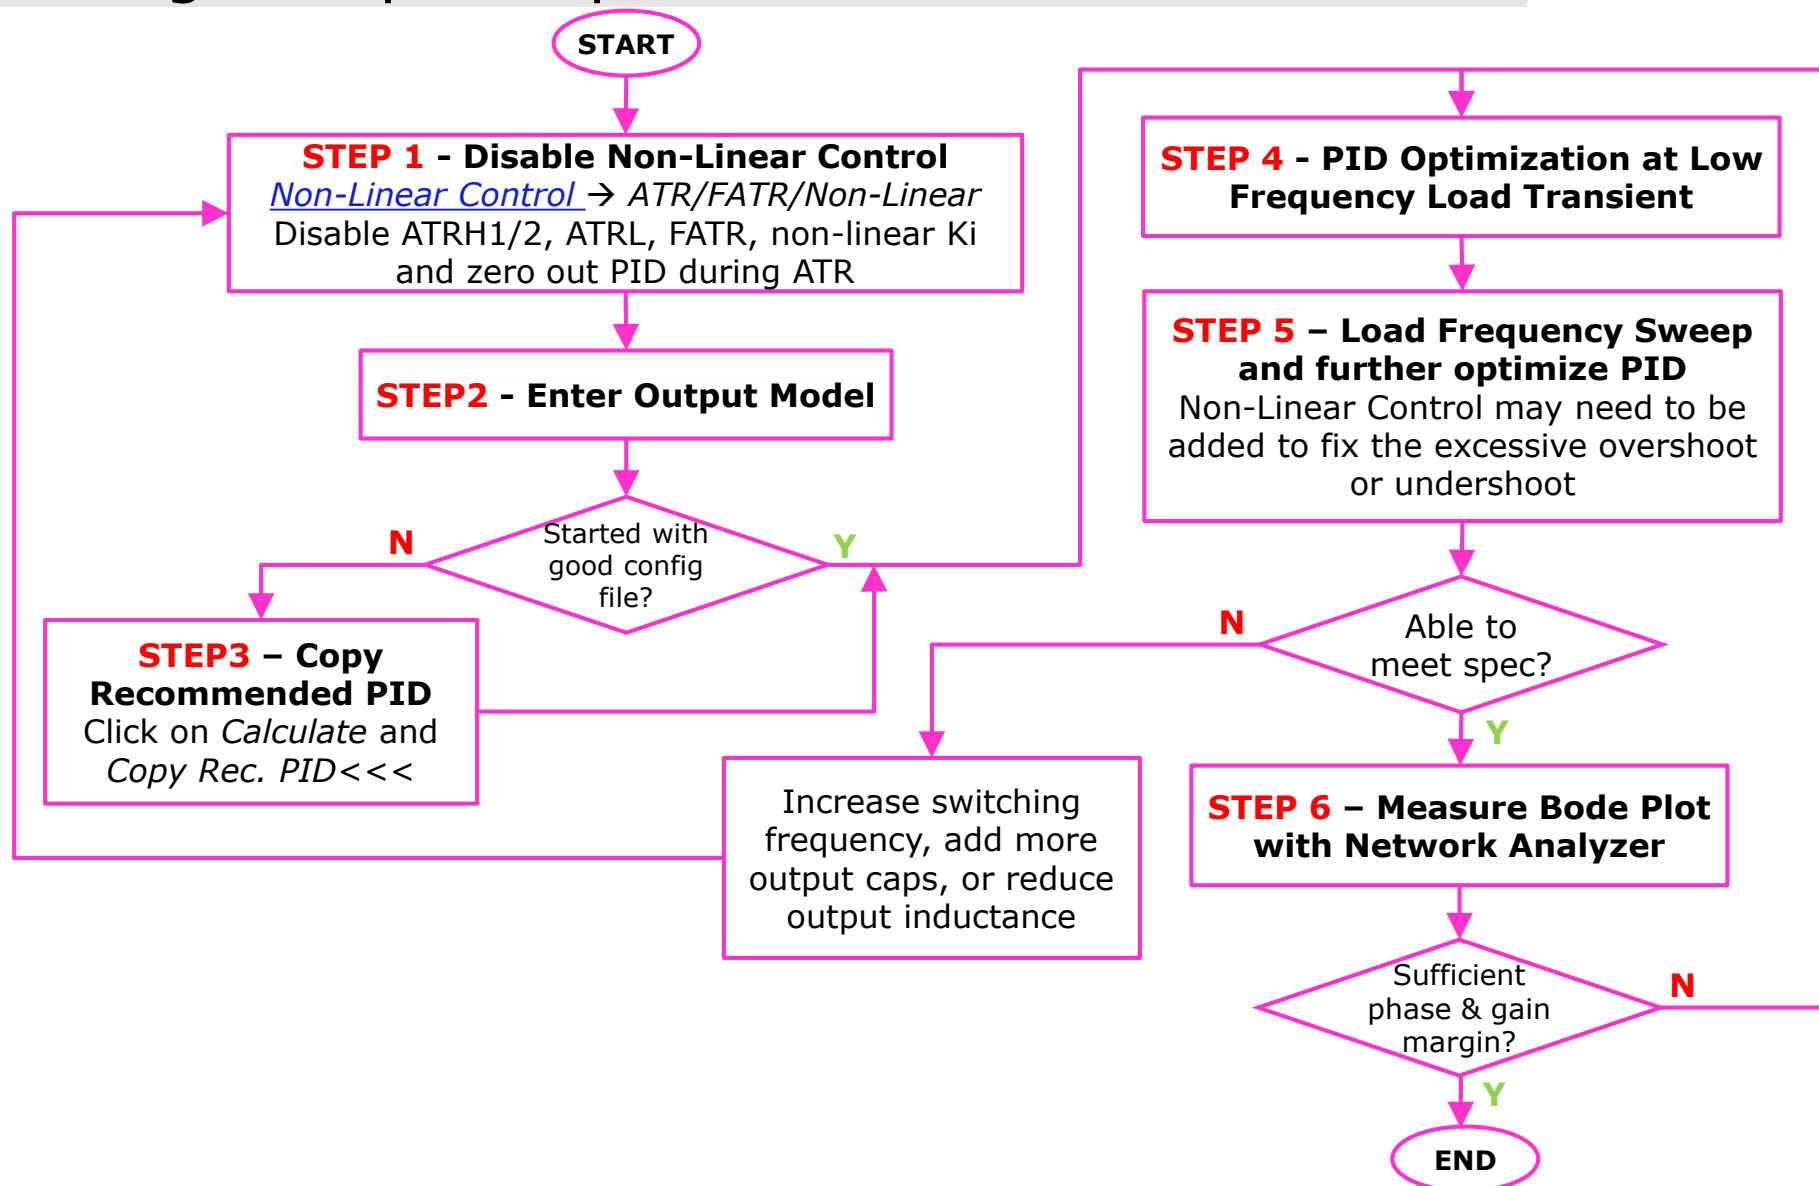 START
STEP 1 - Disable Non-Linear Control
Non-Linear Control → ATR/FATR/Non-Linear
Disable ATRH1/2, ATRL, FATR, non-linear Ki
and zero out PID during ATR
STEP2 - Enter Output Model
Started with
good config
file?
N
Y
STEP3 – Copy
Recommended PID
Click on Calculate and
Copy Rec. PID<<<
STEP 4 - PID Optimization at Low
Frequency Load Transient
STEP 5 – Load Frequency Sweep
and further optimize PID
Non-Linear Control may need to be
added to fix the excessive overshoot
or undershoot
Able to
meet spec?
N
Y
Increase switching
frequency, add more
output caps, or reduce
output inductance
STEP 6 – Measure Bode Plot
with Network Analyzer
Sufficient
phase & gain
margin?
N
Y
END